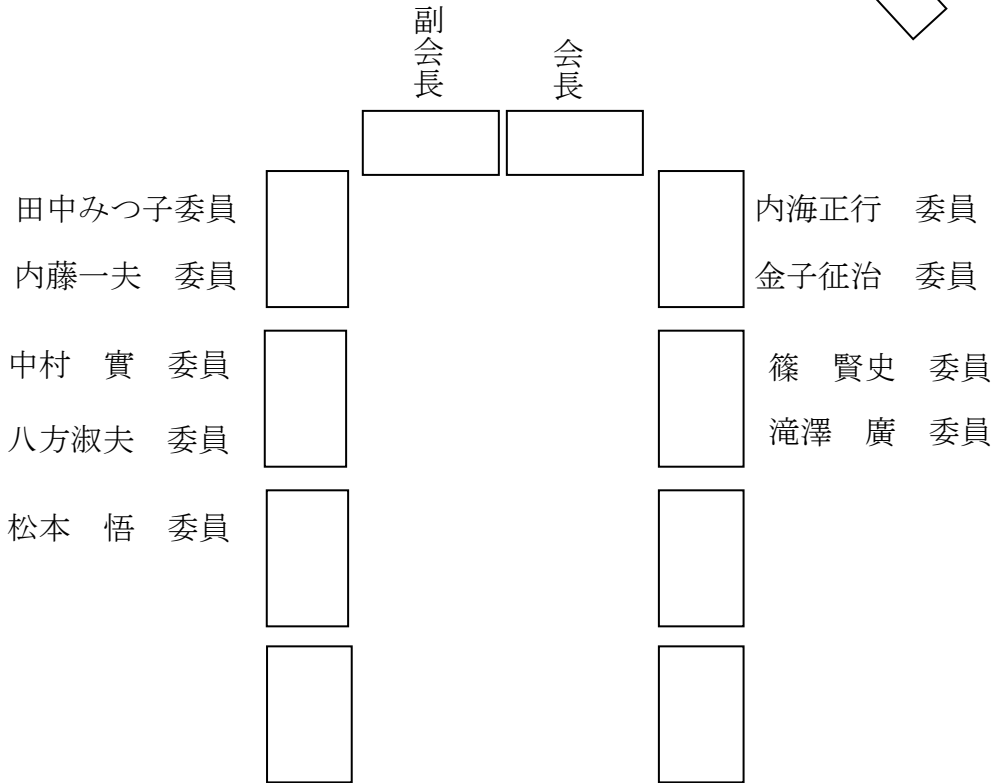 副会長
会長
田中みつ子委員
内藤一夫　委員
中村　實　委員
八方淑夫　委員
松本　悟　委員
内海正行　委員
金子征治　委員
篠　賢史　委員
滝澤　廣　委員